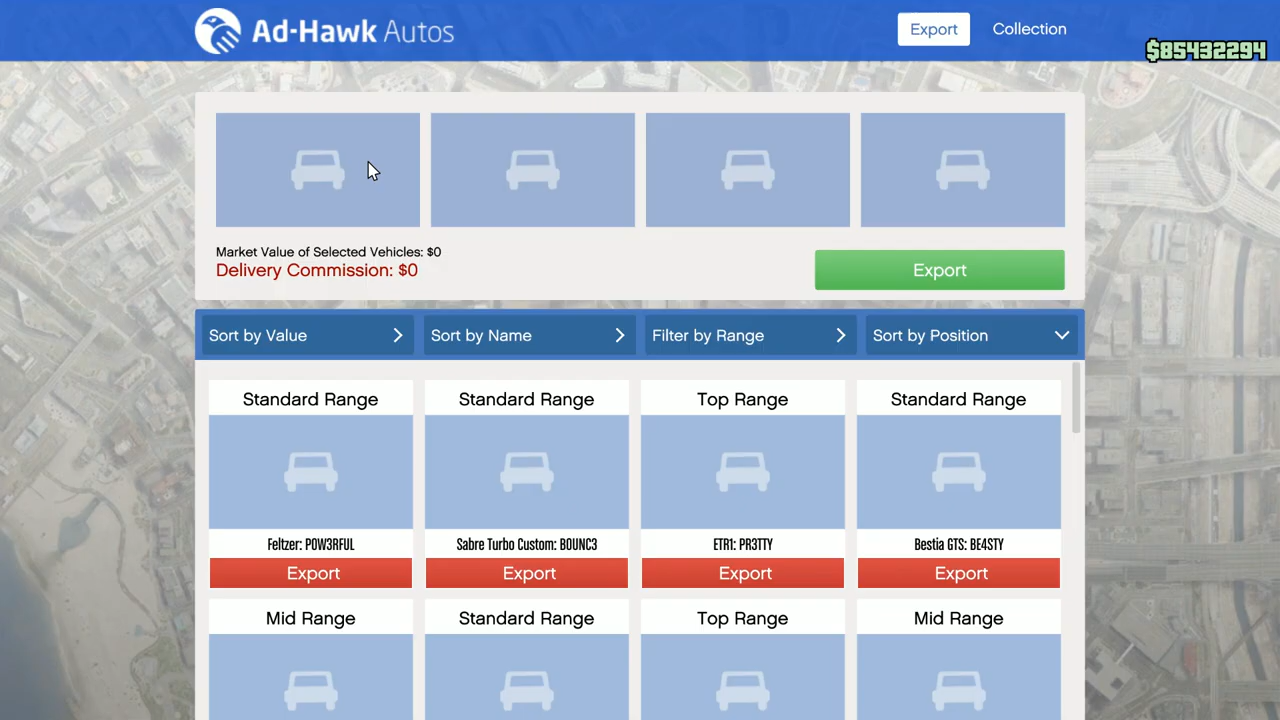 Ad-Hawk Autos
Export
Collection
$85432294
Market Value of Selected Vehicles: $0
Delivery Commission: $0
Export
Sort by Value
Sort by Name
Filter by Range
Sort by Position
Standard Range
Standard Range
Top Range
Standard Range
Feltzer: P0W3RFUL
Sabre Turbo Custom: B0UNC3
ETR1: PR3TTY
Bestia GTS: BE4STY
Export
Export
Export
Export
Mid Range
Standard Range
Top Range
Mid Range